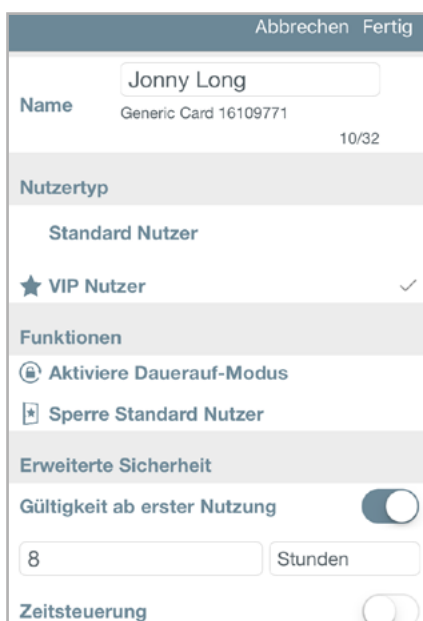 Abbrechen Fertig
Jonny Long
Name
Generic Card 16109771
10/32
Nutzertyp
Standard Nutzer
VIP Nutzer
Funktionen
Aktiviere Dauerauf-Modus
Sperre Standard Nutzer
Erweiterte Sicherheit
Gültigkeit ab erster Nutzung
8 Stunden
Zeitsteuerung